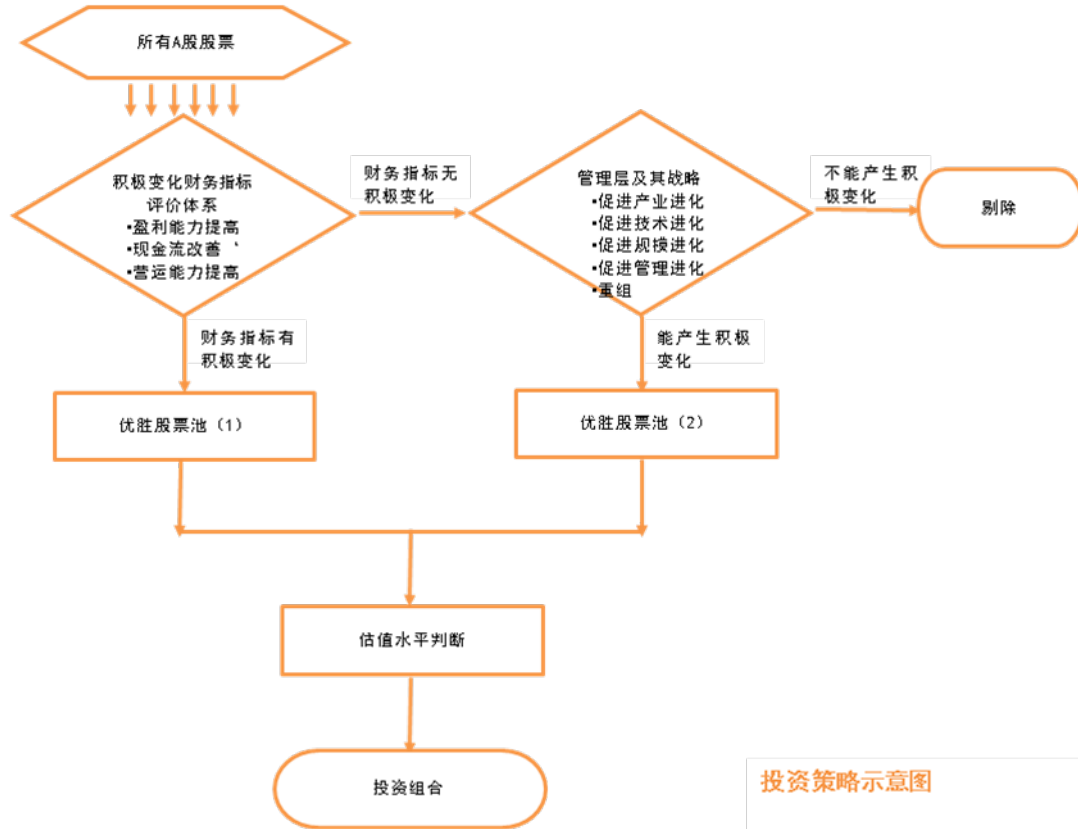 所有A股股票
积极变化财务指标
评价体系
•盈利能力提高
•现金流改善 、
•营运能力提高
财务指标无
积极变化
管理层及其战略
•促进产业进化
•促进技术进化
•促进规模进化
•促进管理进化
•重组
不能产生积
极变化
剔除
财务指标有
积极变化
能产生积极
变化
优胜股票池（1）
优胜股票池（2）
估值水平判断
投资组合
投资策略示意图